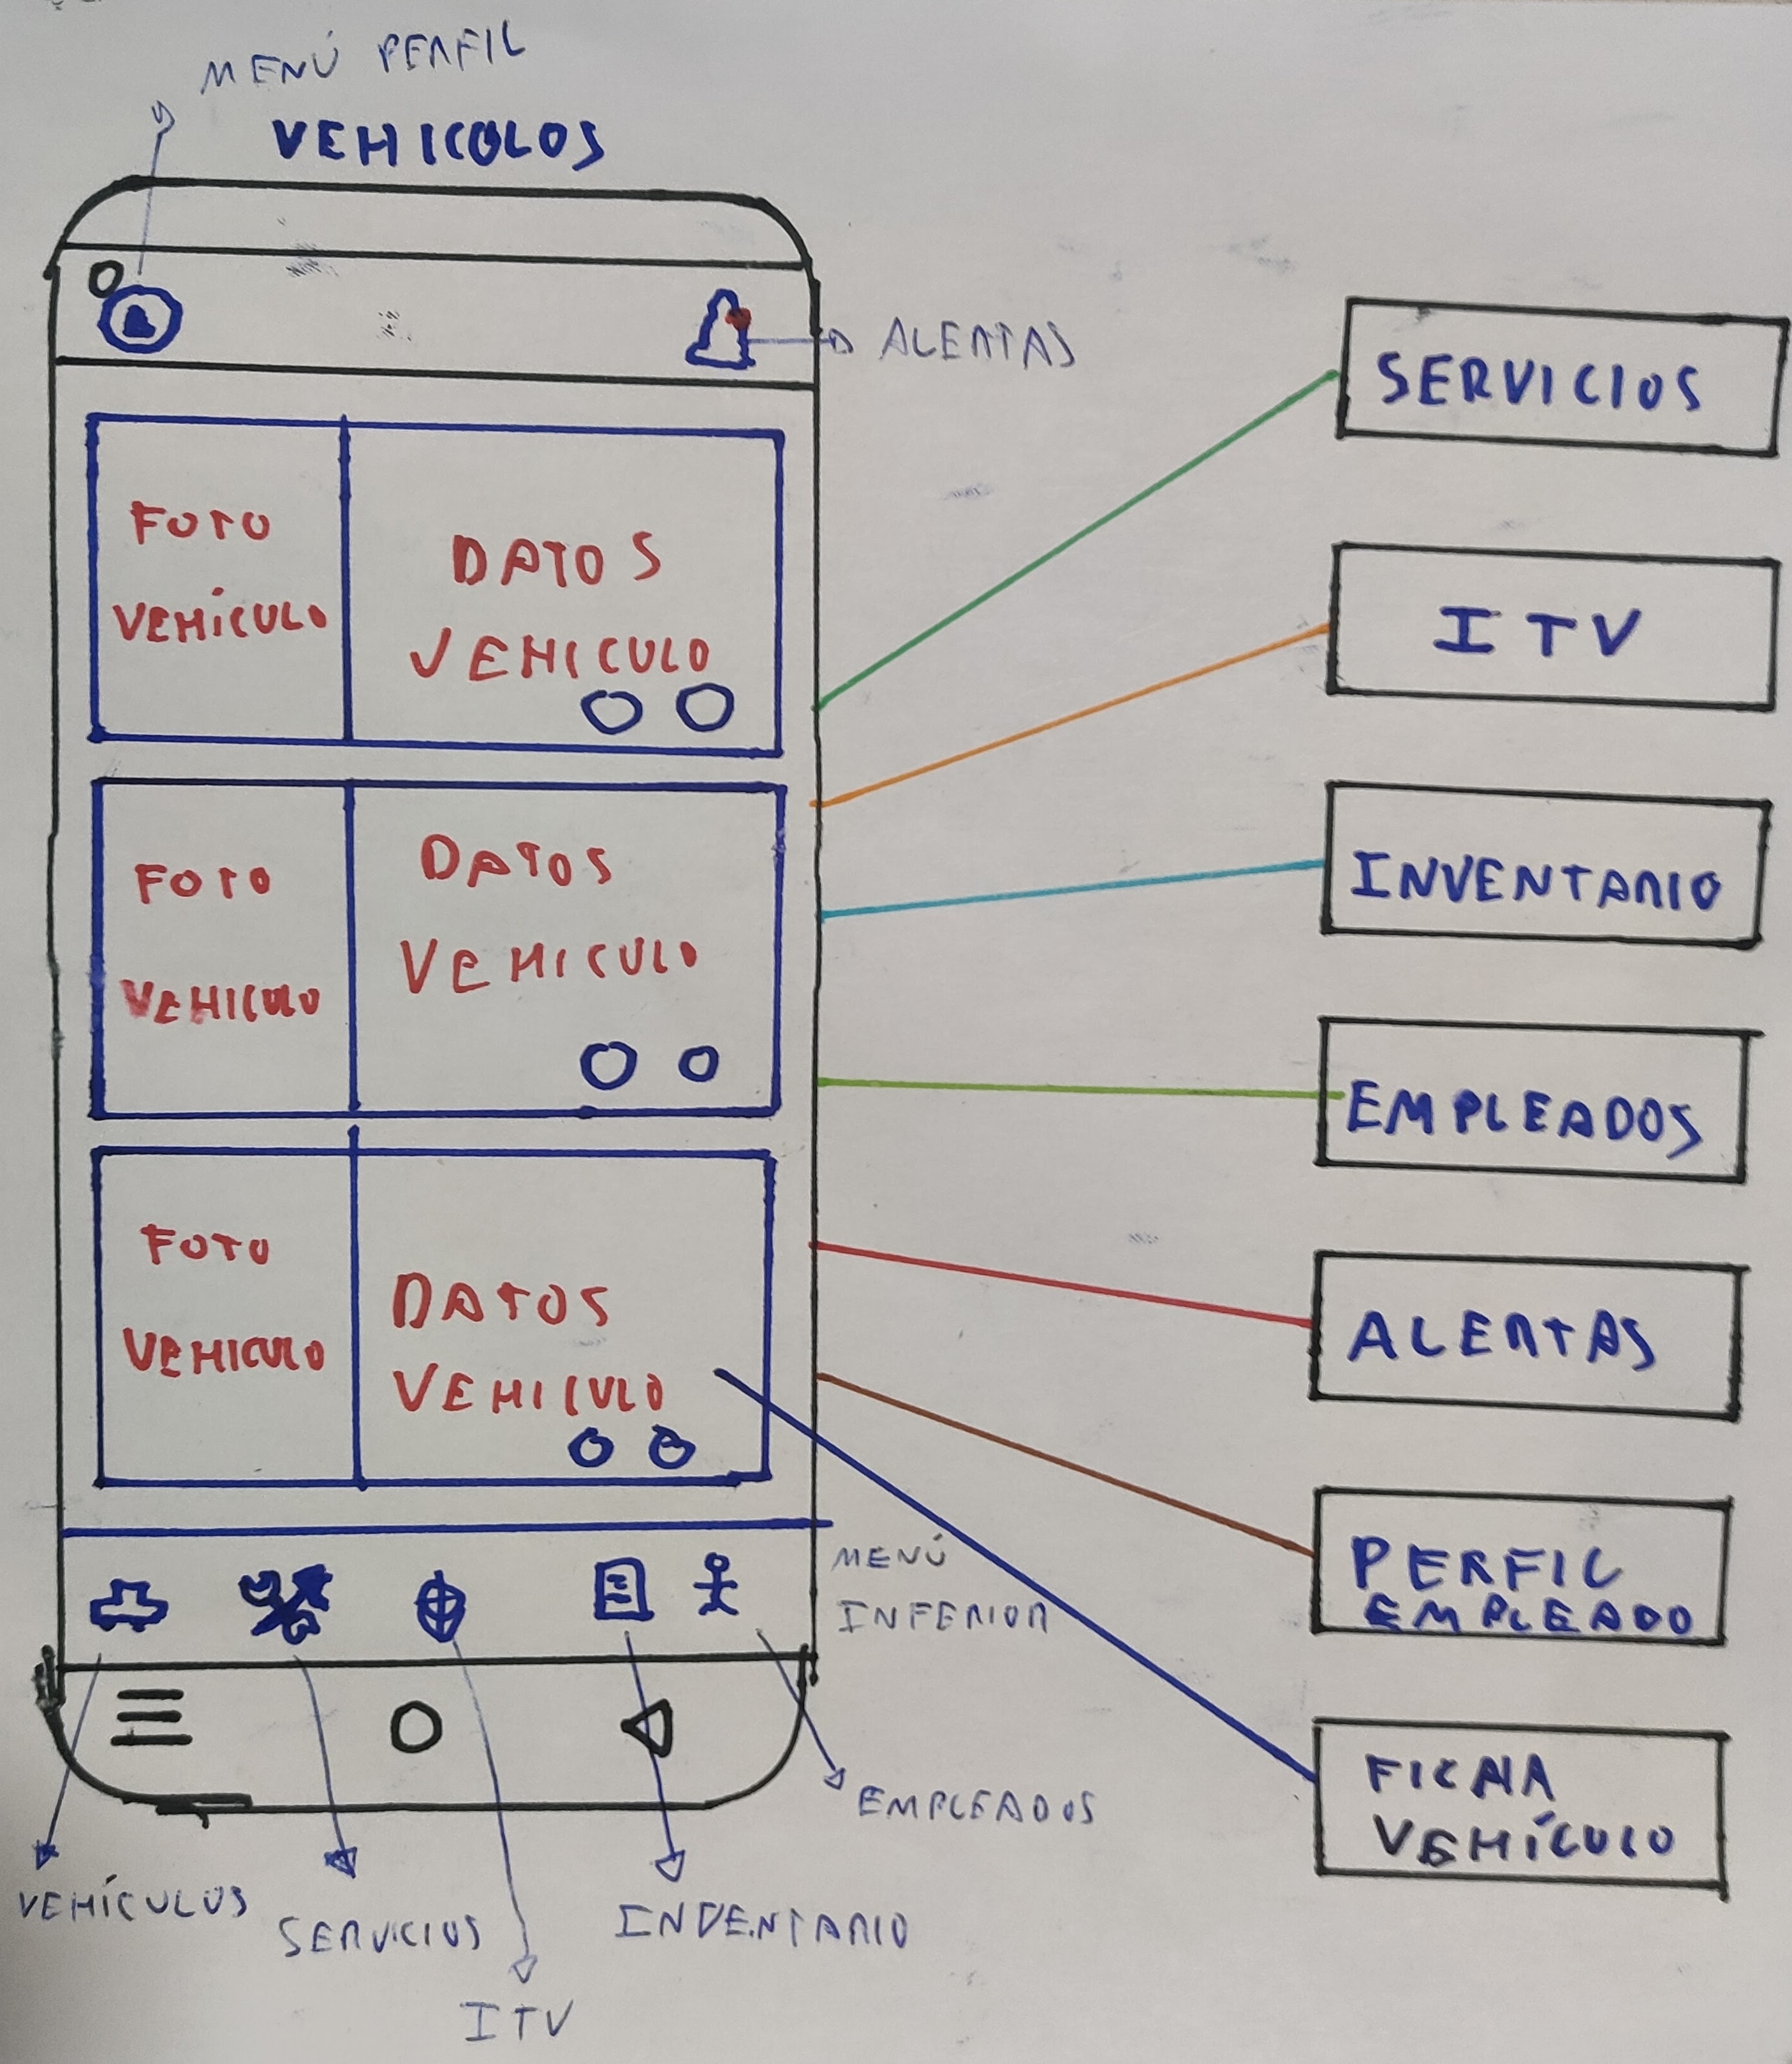 MENÚ PERFIL
VEHICOLOS
ALERTAS
FOTO
VEHÍCULO
DATOS
VEHICULO
FOTO
VEHICULO
DATOS
VEHICULO
FOTO
VEHICULO
DATOS
VEHICULO
MENÚ
INFERIOR
VEHÍCULOS
SERVICIOS
ITV
INVENTARIO
EMPLEADOS
SERVICIOS
ITV
INVENTARIO
EMPLEADOS
ALERTAS
PERFIL
EMPLEADO
FICHA
VEHÍCULO